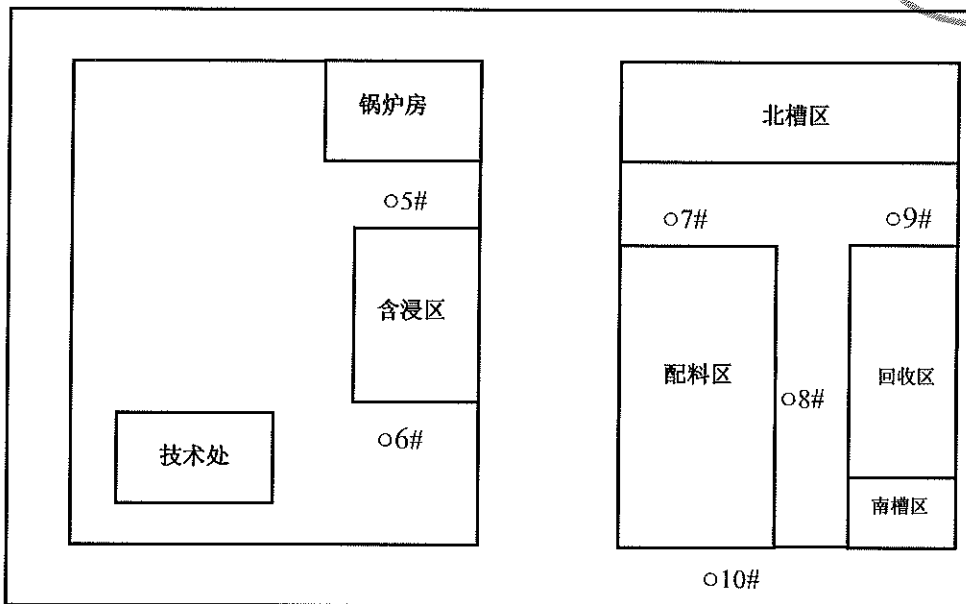 锅炉房
北槽区
○5#
○7#
○9#
含浸区
配料区
回收区
○8#
○6#
技术处
南槽区
○10#